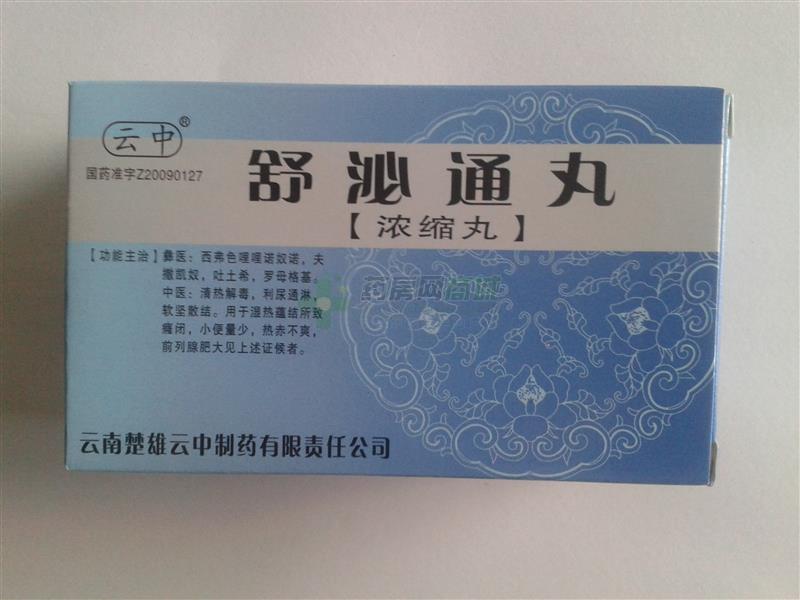 云中®
国药准字Z20090127
舒泌通丸
【浓缩丸】
【功能主治】彝医：西弗色哩哩诺奴诺，夫
撒凯奴，吐土希，罗母格基。
中医：清热解毒，利尿通淋，
软坚散结。用于湿热蕴结所致
癃闭，小便量少，热赤不爽，
前列腺肥大见上述证候者。
药房网商城
云南楚雄云中制药有限责任公司